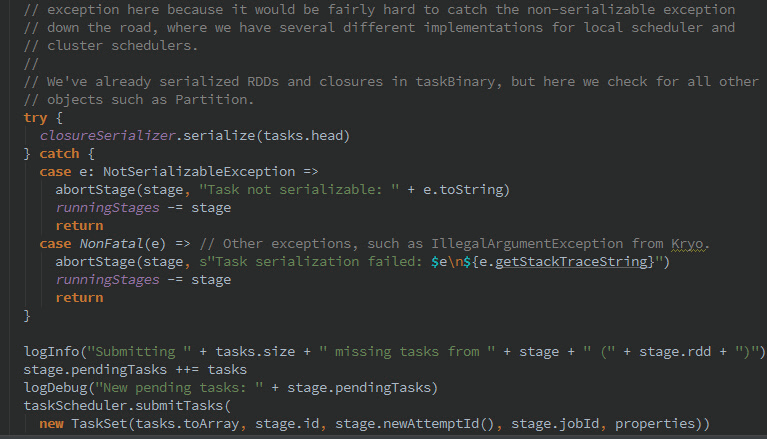 // exception here because it would be fairly hard to catch the non-serializable exception
// down the road, where we have several different implementations for local scheduler and
// cluster schedulers.
//
// We've already serialized RDDs and closures in taskBinary, but here we check for all other
// objects such as Partition.
try {
  closureSerializer.serialize(tasks.head)
} catch {
  case e: NotSerializableException =>
    abortStage(stage, "Task not serializable: " + e.toString)
    runningStages -= stage
    return
  case NonFatal(e) => // Other exceptions, such as IllegalArgumentException from Kryo.
    abortStage(stage, s"Task serialization failed: $e\n${e.getStackTraceString}")
    runningStages -= stage
    return
}

logInfo("Submitting " + tasks.size + " missing tasks from " + stage + " (" + stage.rdd + ")")
stage.pendingTasks ++= tasks
logDebug("New pending tasks: " + stage.pendingTasks)
taskScheduler.submitTasks(
  new TaskSet(tasks.toArray, stage.id, stage.newAttemptId(), stage.jobId, properties))